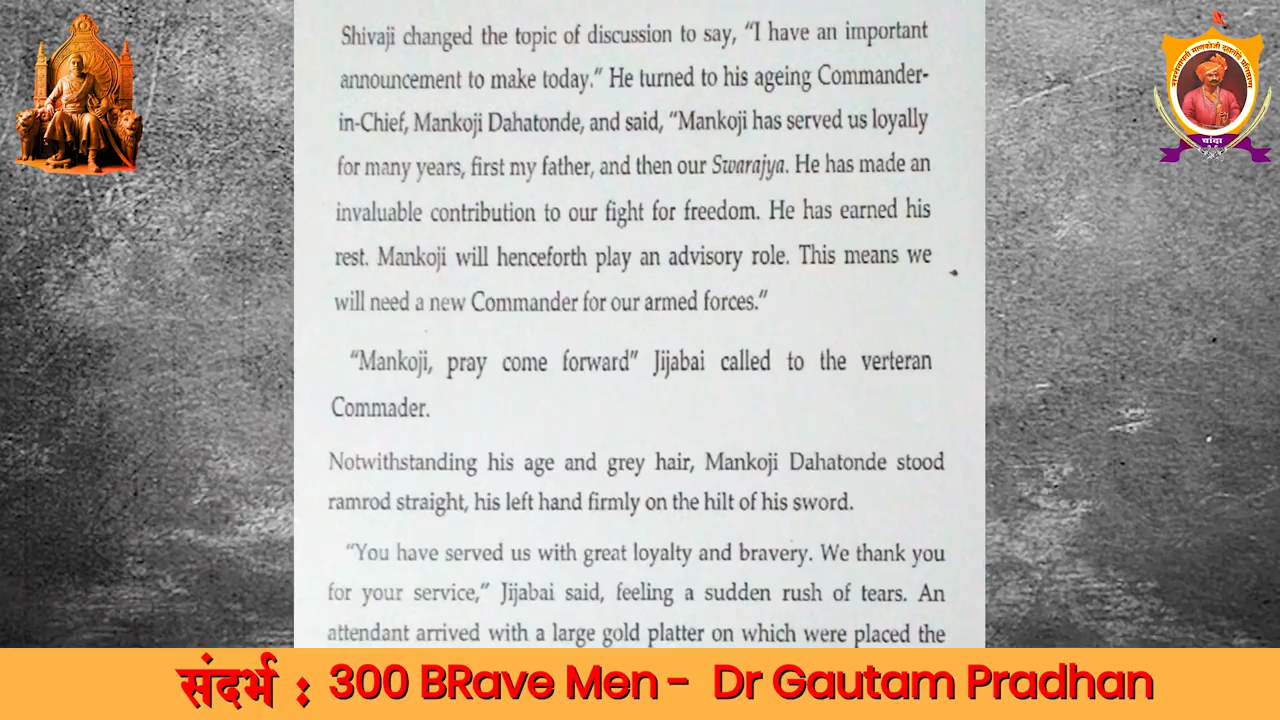 Shivaji changed the topic of discussion to say, “I have an important
announcement to make today.” He turned to his ageing Commander-
in-Chief, Mankoji Dahatonde, and said, “Mankoji has served us loyally
for many years, first my father, and then our Swarajya. He has made an
invaluable contribution to our fight for freedom. He has earned his
rest. Mankoji will henceforth play an advisory role. This means we
will need a new Commander for our armed forces.”
“Mankoji, pray come forward” Jijabai called to the verteran
Commader.
Notwithstanding his age and grey hair, Mankoji Dahatonde stood
ramrod straight, his left hand firmly on the hilt of his sword.
“You have served us with great loyalty and bravery. We thank you
for your service,” Jijabai said, feeling a sudden rush of tears. An
attendant arrived with a large gold platter on which were placed the
चांदा
संदर्भ : 300 BRave Men - Dr Gautam Pradhan